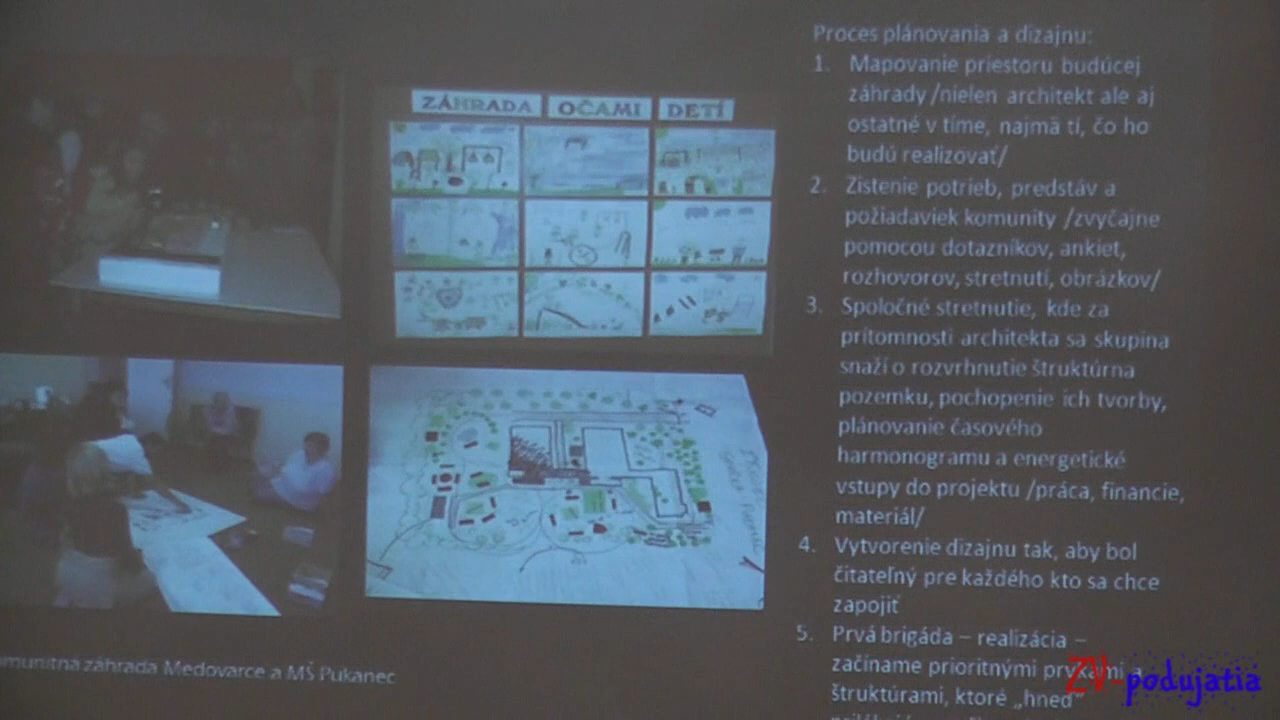 ZÁHRADA OČAMI DETÍ
Proces plánovania a dizajnu:
1. Mapovanie priestoru budúcej
záhrady /nielen architekt ale aj
ostatné v tíme, najmä tí, čo ho
budú realizovať/
2. Zistenie potrieb, predstáv a
požiadaviek komunity /zvyčajne
pomocou dotazníkov, ankiet,
rozhovorov, stretnutí, obrázkov/
3. Spoločné stretnutie, kde za
prítomnosti architekta sa skupina
snaží o rozvrhnutie štruktúr na
pozemku, pochopenie ich tvorby,
plánovanie časového
harmonogramu a energetické
vstupy do projektu /práca, financie,
materiál/
4. Vytvorenie dizajnu tak, aby bol
čitateľný pre každého kto sa chce
zapojiť
5. Prvá brigáda – realizácia –
začíname prioritnými prvkami a
štruktúrami, ktoré „hneď"
záhrada Medovarce a MŠ Pukanec
ZV-podujatia